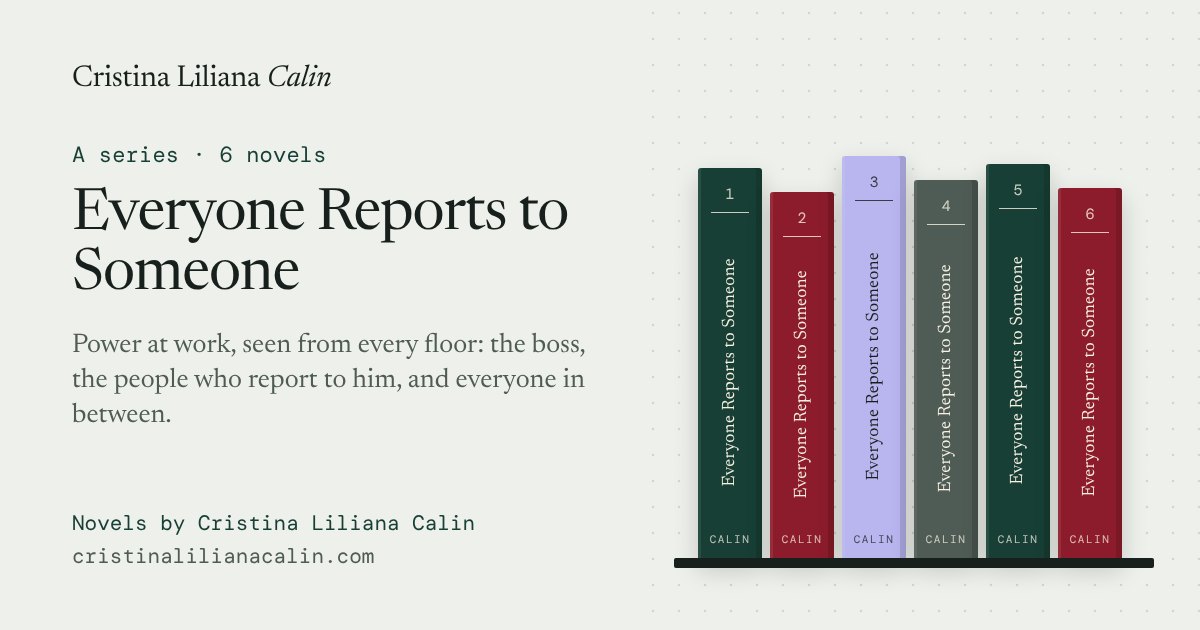 Cristina Liliana Calin
A series · 6 novels
Everyone Reports to
Someone
Power at work, seen from every floor: the boss,
the people who report to him, and everyone in
between.
Novels by Cristina Liliana Calin
cristinalilianacalin.com
1
Everyone Reports to Someone
CALIN
2
Everyone Reports to Someone
CALIN
3
Everyone Reports to Someone
CALIN
4
Everyone Reports to Someone
CALIN
5
Everyone Reports to Someone
CALIN
6
Everyone Reports to Someone
CALIN